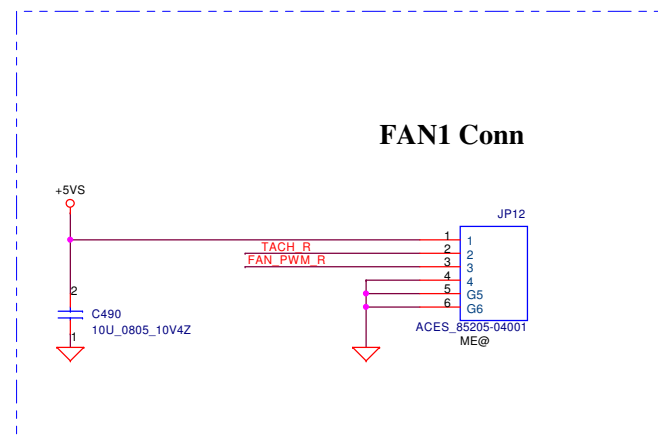 FAN1 Conn
+5VS
JP12
1 1
TACH_R 2 2
FAN_PWM_R 3 3
4 4
5 G5
6 G6
2
C490
10U_0805_10V4Z
1
ACES_85205-04001
ME@